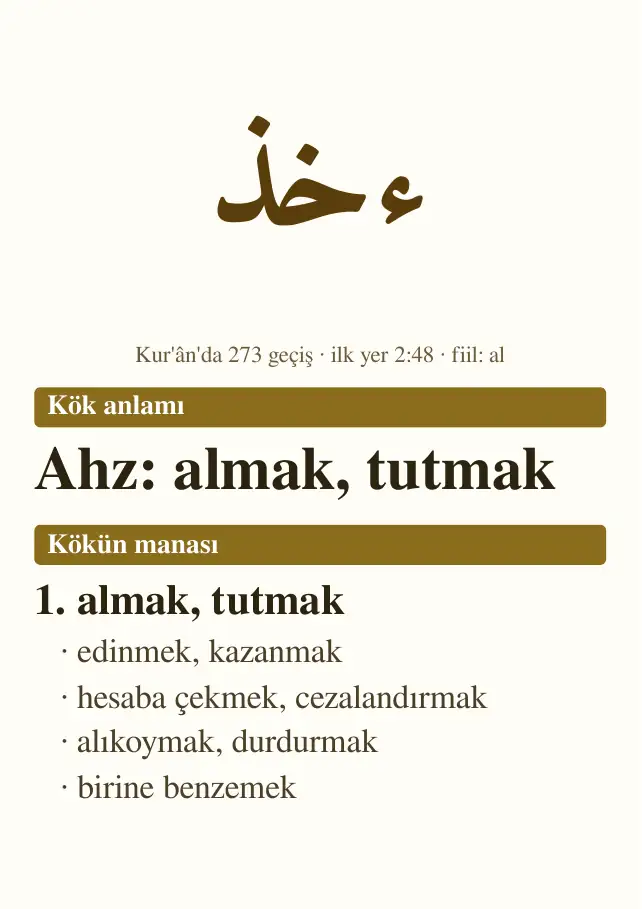 ء خذ
Kur'ân'da 273 geçiş · ilk yer 2:48 · fiil: al
Kök anlamı
Ahz: almak, tutmak
Kökün manası
1. almak, tutmak
· edinmek, kazanmak
· hesaba çekmek, cezalandırmak
· alıkoymak, durdurmak
· birine benzemek